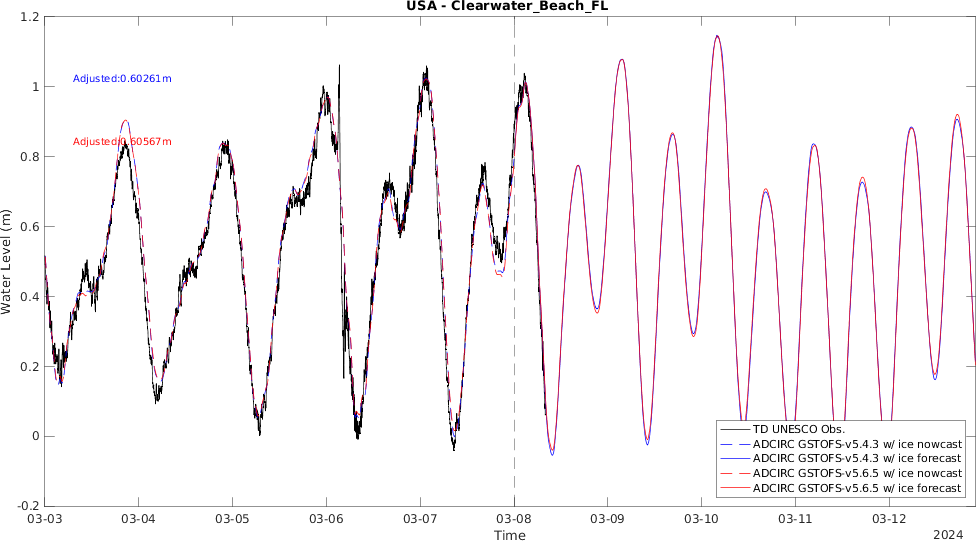 USA - Clearwater_Beach_FL
1.2
1
0.8
0.6
0.4
0.2
0
-0.2
Water Level (m)
Adjusted:0.60261m
Adjusted:0.60567m
TD UNESCO Obs.
ADCIRC GSTOFS-v5.4.3 w/ ice nowcast
ADCIRC GSTOFS-v5.4.3 w/ ice forecast
ADCIRC GSTOFS-v5.6.5 w/ ice nowcast
ADCIRC GSTOFS-v5.6.5 w/ ice forecast
03-03 03-04 03-05 03-06 03-07 03-08 03-09 03-10 03-11 03-12
Time
2024